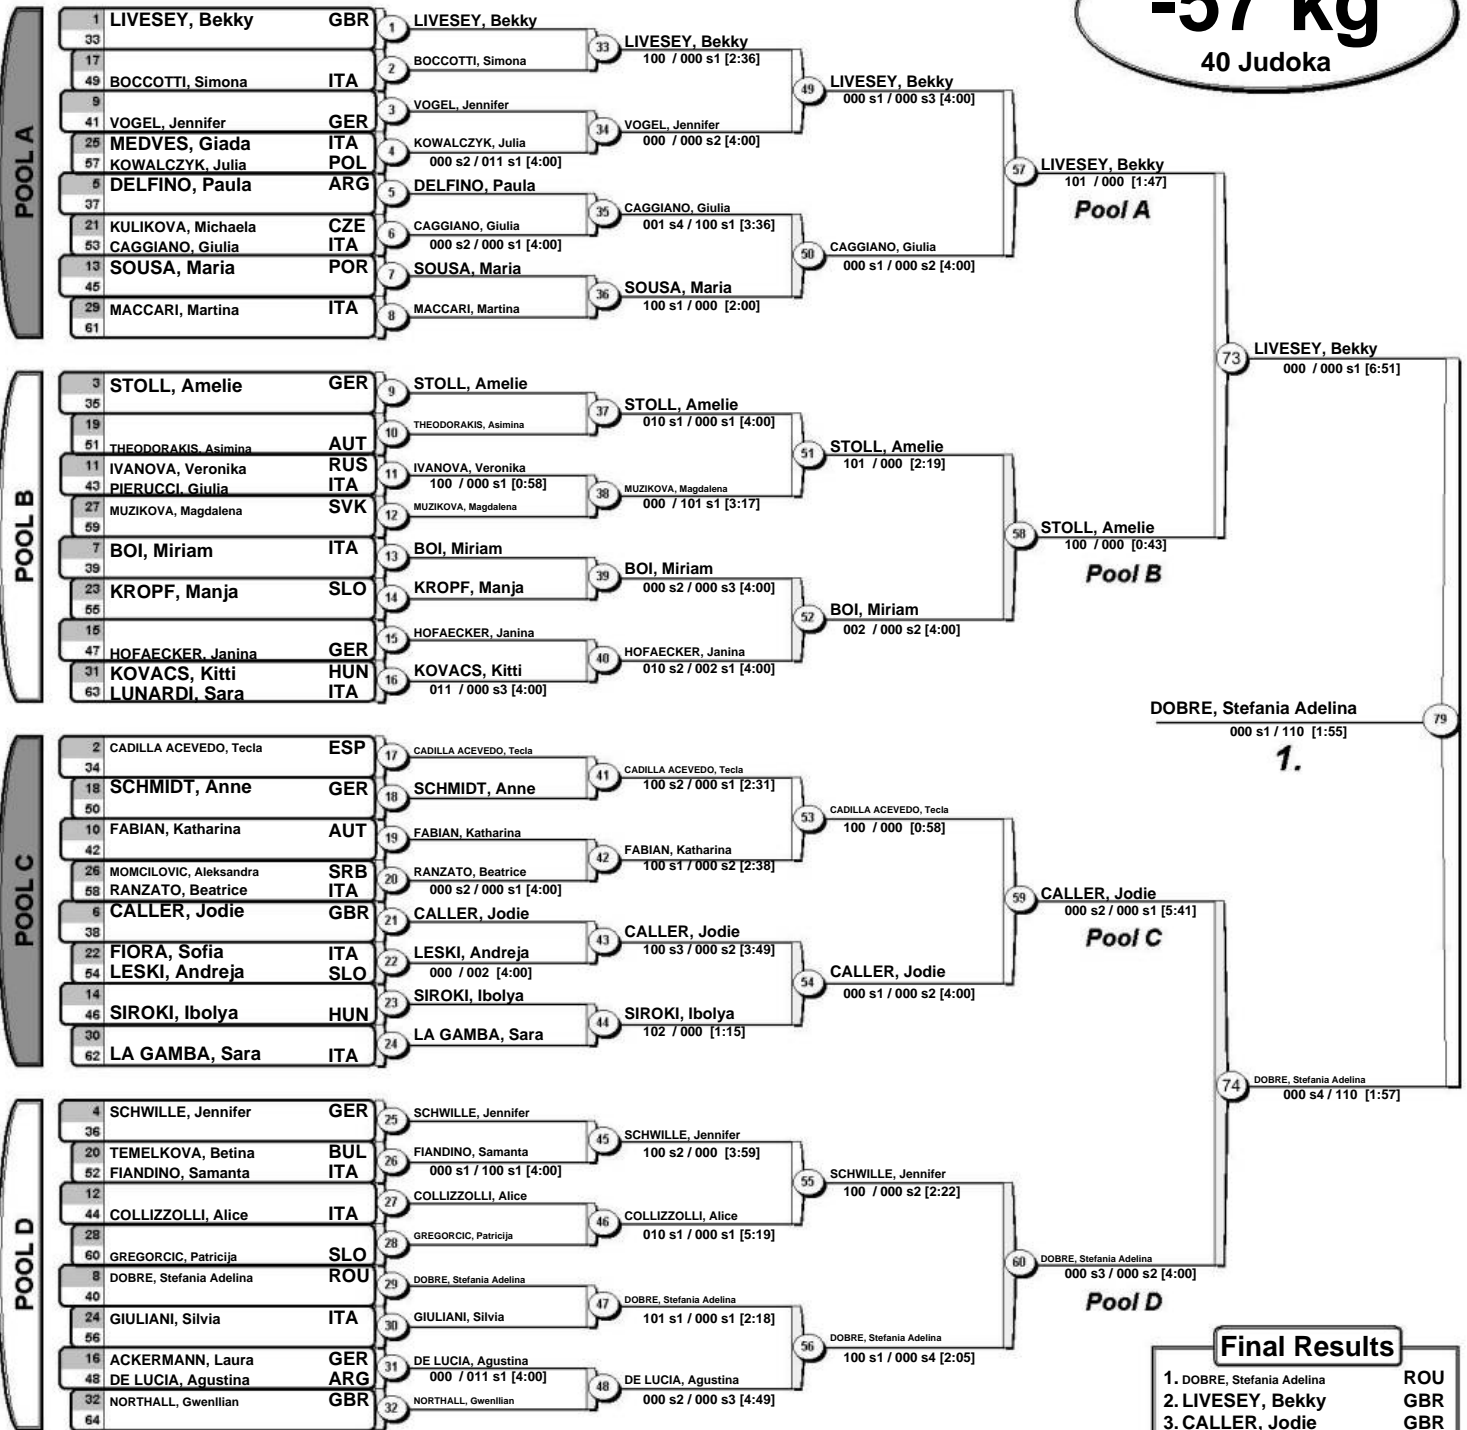 -57 kg
40 Judoka
POOL A
1 LIVESEY, Bekky GBR
33
17
49 BOCCOTTI, Simona ITA
9
41 VOGEL, Jennifer GER
25 MEDVES, Giada ITA
57 KOWALCZYK, Julia POL
5 DELFINO, Paula ARG
37
21 KULIKOVA, Michaela CZE
53 CAGGIANO, Giulia ITA
13 SOUSA, Maria POR
45
29 MACCARI, Martina ITA
61
1 LIVESEY, Bekky
2 BOCCOTTI, Simona
3 VOGEL, Jennifer
4 KOWALCZYK, Julia
000 s2 / 011 s1 [4:00]
5 DELFINO, Paula
6 CAGGIANO, Giulia
000 s2 / 000 s1 [4:00]
7 SOUSA, Maria
8 MACCARI, Martina
33 LIVESEY, Bekky
100 / 000 s1 [2:36]
34 VOGEL, Jennifer
000 / 000 s2 [4:00]
35 CAGGIANO, Giulia
001 s4 / 100 s1 [3:36]
36 SOUSA, Maria
100 s1 / 000 [2:00]
49 LIVESEY, Bekky
000 s1 / 000 s3 [4:00]
50 CAGGIANO, Giulia
000 s1 / 000 s2 [4:00]
57 LIVESEY, Bekky
101 / 000 [1:47]
Pool A
POOL B
3 STOLL, Amelie GER
35
19
51 THEODORAKIS, Asimina AUT
11 IVANOVA, Veronika RUS
43 PIERUCCI, Giulia ITA
27 MUZIKOVA, Magdalena SVK
59
7 BOI, Miriam ITA
39
23 KROPF, Manja SLO
55
15
47 HOFAECKER, Janina GER
31 KOVACS, Kitti HUN
63 LUNARDI, Sara ITA
9 STOLL, Amelie
10 THEODORAKIS, Asimina
11 IVANOVA, Veronika
100 / 000 s1 [0:58]
12 MUZIKOVA, Magdalena
13 BOI, Miriam
14 KROPF, Manja
15 HOFAECKER, Janina
16 KOVACS, Kitti
011 / 000 s3 [4:00]
37 STOLL, Amelie
010 s1 / 000 s1 [4:00]
38 MUZIKOVA, Magdalena
000 / 101 s1 [3:17]
39 BOI, Miriam
000 s2 / 000 s3 [4:00]
40 HOFAECKER, Janina
010 s2 / 002 s1 [4:00]
51 STOLL, Amelie
101 / 000 [2:19]
52 BOI, Miriam
002 / 000 s2 [4:00]
58 STOLL, Amelie
100 / 000 [0:43]
Pool B
73 LIVESEY, Bekky
000 / 000 s1 [6:51]
DOBRE, Stefania Adelina 79
000 s1 / 110 [1:55]
1.
POOL C
2 CADILLA ACEVEDO, Tecla ESP
34
18 SCHMIDT, Anne GER
50
10 FABIAN, Katharina AUT
42
26 MOMCILOVIC, Aleksandra SRB
58 RANZATO, Beatrice ITA
6 CALLER, Jodie GBR
38
22 FIORA, Sofia ITA
54 LESKI, Andreja SLO
14
46 SIROKI, Ibolya HUN
30
62 LA GAMBA, Sara ITA
17 CADILLA ACEVEDO, Tecla
18 SCHMIDT, Anne
19 FABIAN, Katharina
20 RANZATO, Beatrice
000 s2 / 000 s1 [4:00]
21 CALLER, Jodie
22 LESKI, Andreja
000 / 002 [4:00]
23 SIROKI, Ibolya
24 LA GAMBA, Sara
41 CADILLA ACEVEDO, Tecla
100 s2 / 000 s1 [2:31]
42 FABIAN, Katharina
100 s1 / 000 s2 [2:38]
43 CALLER, Jodie
100 s3 / 000 s2 [3:49]
44 SIROKI, Ibolya
102 / 000 [1:15]
53 CADILLA ACEVEDO, Tecla
100 / 000 [0:58]
54 CALLER, Jodie
000 s1 / 000 s2 [4:00]
59 CALLER, Jodie
000 s2 / 000 s1 [5:41]
Pool C
POOL D
4 SCHWILLE, Jennifer GER
36
20 TEMELKOVA, Betina BUL
52 FIANDINO, Samanta ITA
12
44 COLLIZZOLLI, Alice ITA
28
60 GREGORCIC, Patricija SLO
8 DOBRE, Stefania Adelina ROU
40
24 GIULIANI, Silvia ITA
56
16 ACKERMANN, Laura GER
48 DE LUCIA, Agustina ARG
32 NORTHALL, Gwenllian GBR
64
25 SCHWILLE, Jennifer
26 FIANDINO, Samanta
000 s1 / 100 s1 [4:00]
27 COLLIZZOLLI, Alice
28 GREGORCIC, Patricija
29 DOBRE, Stefania Adelina
30 GIULIANI, Silvia
31 DE LUCIA, Agustina
000 / 011 s1 [4:00]
32 NORTHALL, Gwenllian
45 SCHWILLE, Jennifer
100 s2 / 000 [3:59]
46 COLLIZZOLLI, Alice
010 s1 / 000 s1 [5:19]
47 DOBRE, Stefania Adelina
101 s1 / 000 s1 [2:18]
48 DE LUCIA, Agustina
000 s2 / 000 s3 [4:49]
55 SCHWILLE, Jennifer
100 / 000 s2 [2:22]
56 DOBRE, Stefania Adelina
100 s1 / 000 s4 [2:05]
60 DOBRE, Stefania Adelina
000 s3 / 000 s2 [4:00]
Pool D
74 DOBRE, Stefania Adelina
000 s4 / 110 [1:57]
Final Results
1. DOBRE, Stefania Adelina ROU
2. LIVESEY, Bekky GBR
3. CALLER, Jodie GBR